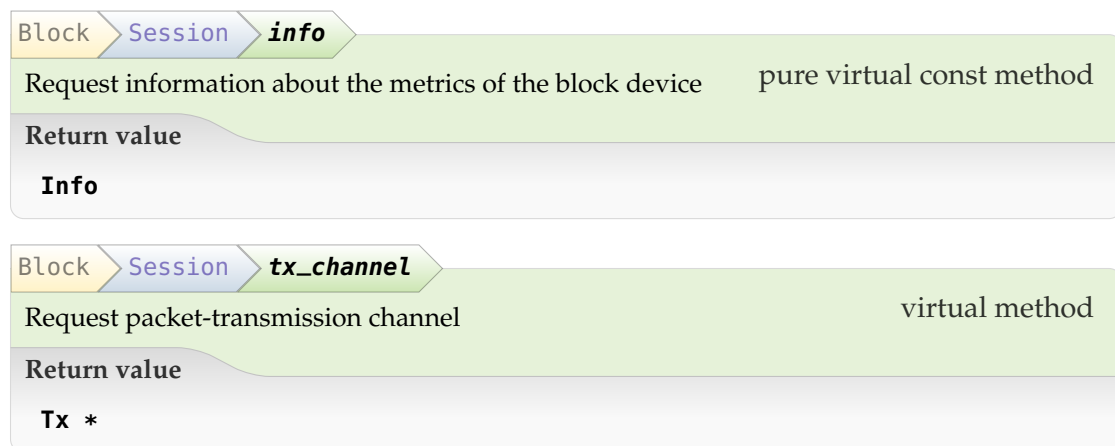 Block Session info
Request information about the metrics of the block device pure virtual const method
Return value
Info
Block Session tx_channel
Request packet-transmission channel virtual method
Return value
Tx *